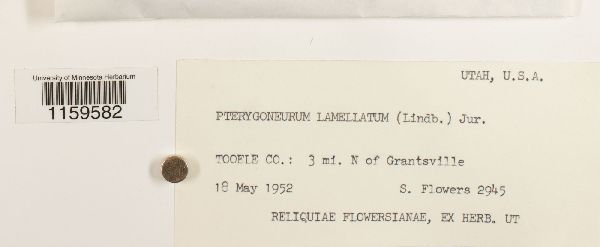 UTAH, U.S.A.
University of Minnesota Herbarium
1159582
PTERYGONEURUM LAMELLATUM (Lindb.) Jur.
TOOELE CO.: 3 mi. N of Grantsville
18 May 1952 S. Flowers 2945
RELIQUIAE FLOWERSIANAE, EX HERB. UT